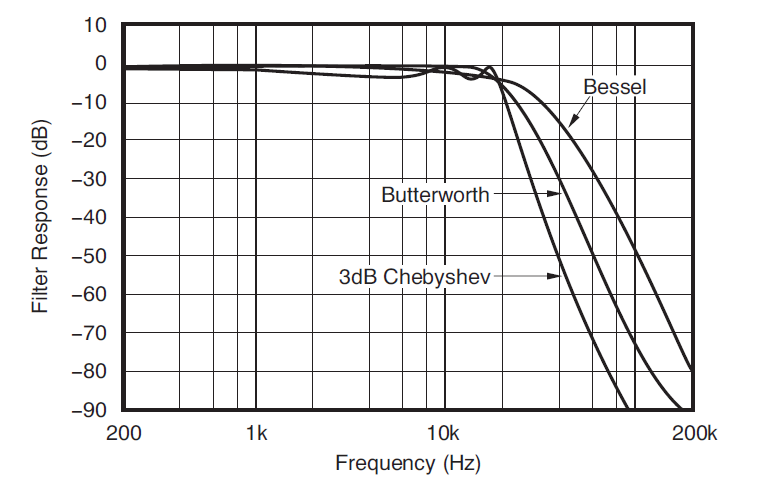 Filter Response (dB)
10
0
–10
–20
–30
–40
–50
–60
–70
–80
–90
Bessel
Butterworth
3dB Chebyshev
200
1k
10k
200k
Frequency (Hz)